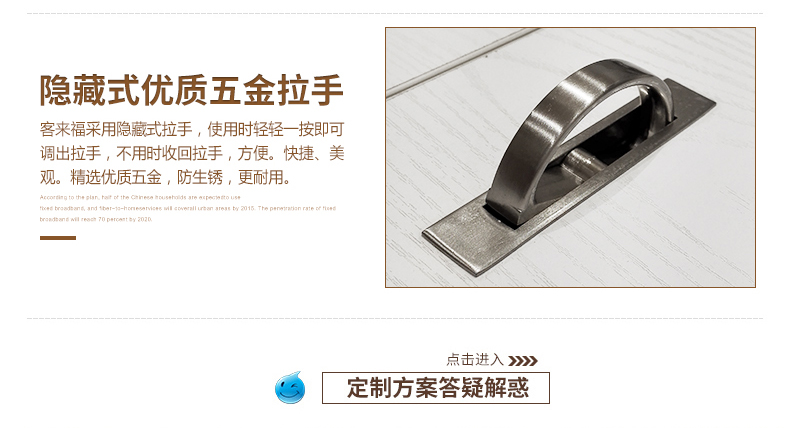 隐藏式优质五金拉手
客来福采用隐藏式拉手，使用时轻轻一按即可
调出拉手，不用时收回拉手，方便。快捷、美
观。精选优质五金，防生锈，更耐用。
According to the plan, half of the Chinese households are expected to use
fixed broadband, and fiber-to-homeservices will coverall urban areas by 2015. The penetration rate of fixed
broadband will reach 70 percent by 2020.
点击进入
定制方案答疑解惑